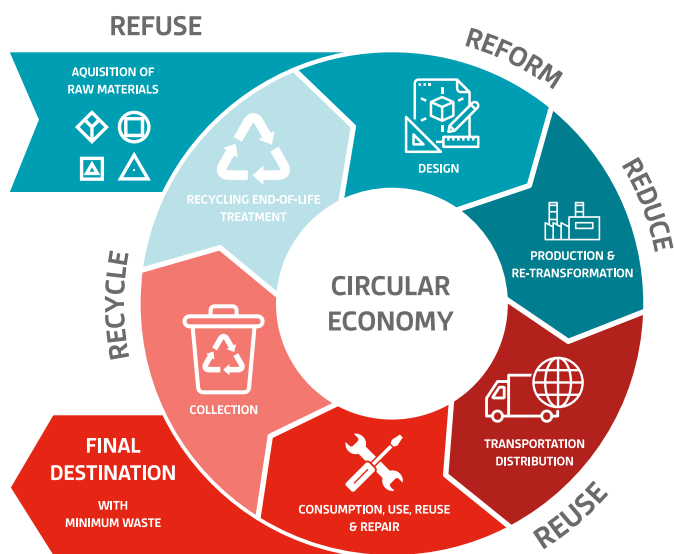 REFUSE
AQUISITION OF
RAW MATERIALS
REFORM
DESIGN
REDUCE
PRODUCTION &
RE-TRANSFORMATION
RECYCLING END-OF-LIFE
TREATMENT
CIRCULAR
ECONOMY
RECYCLE
COLLECTION
TRANSPORTATION
DISTRIBUTION
REUSE
CONSUMPTION, USE, REUSE
& REPAIR
FINAL
DESTINATION
WITH
MINIMUM WASTE